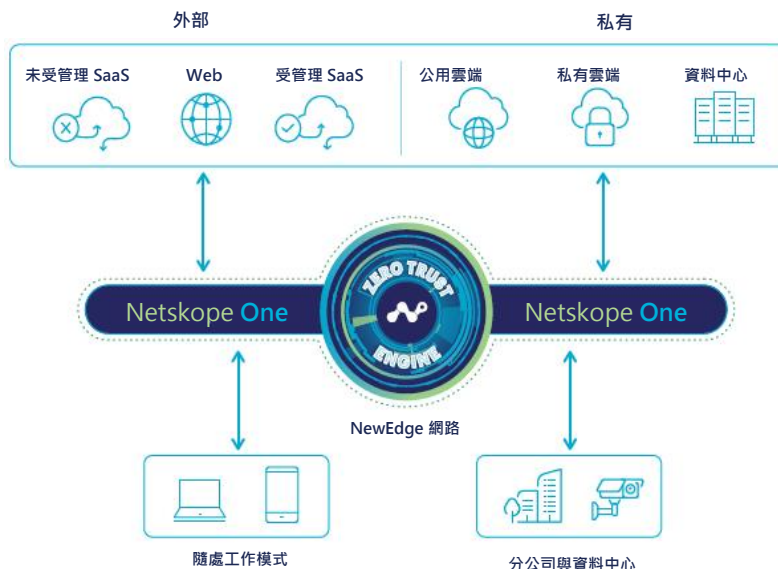 外部
私有
未受管理 SaaS
Web
受管理 SaaS
公用雲端
私有雲端
資料中心
Netskope One
ZERO TRUST
ENGINE
Netskope One
NewEdge 網路
隨處工作模式
分公司與資料中心